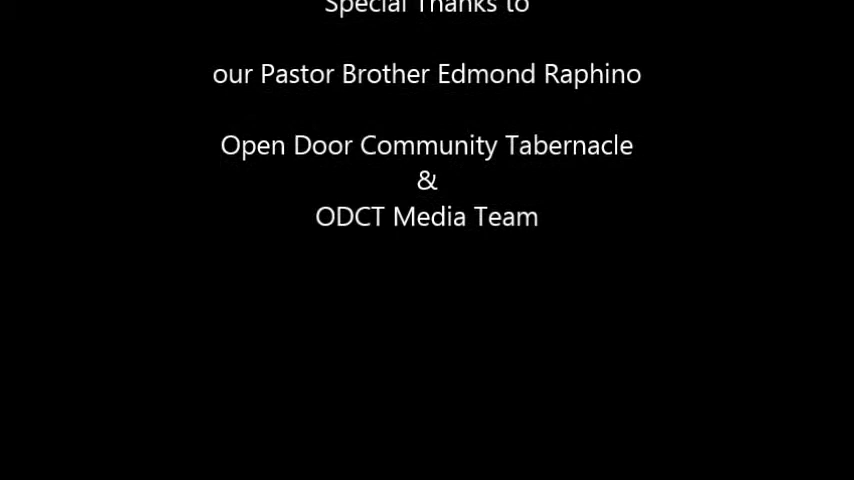 Special Thanks to
our Pastor Brother Edmond Raphino
Open Door Community Tabernacle
&
ODCT Media Team